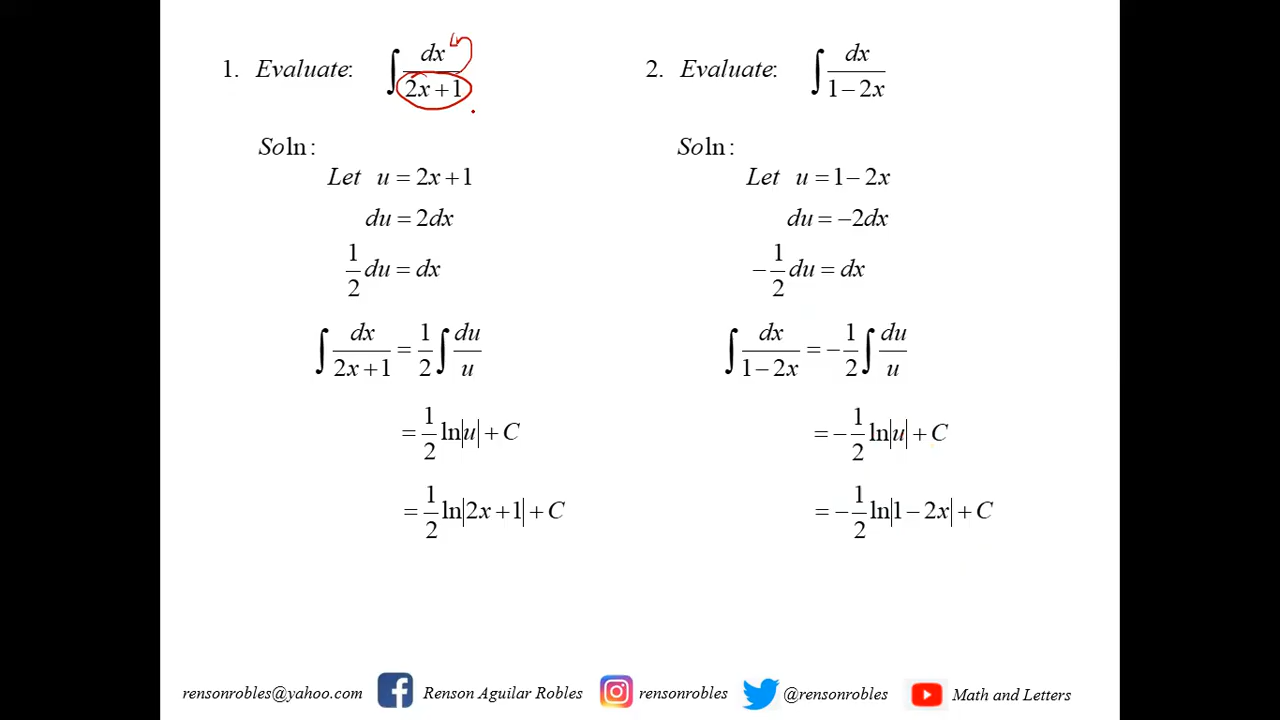 1. Evaluate: ∫ dx/(2x+1)
Soln:
Let u = 2x+1
du = 2dx
1/2 du = dx
∫ dx/(2x+1) = 1/2 ∫ du/u
= 1/2 ln|u| + C
= 1/2 ln|2x+1| + C
2. Evaluate: ∫ dx/(1−2x)
Soln:
Let u = 1−2x
du = −2dx
−1/2 du = dx
∫ dx/(1−2x) = −1/2 ∫ du/u
= −1/2 ln|u| + C
= −1/2 ln|1−2x| + C
rensonrobles@yahoo.com Renson Aguilar Robles rensonrobles @rensonrobles Math and Letters